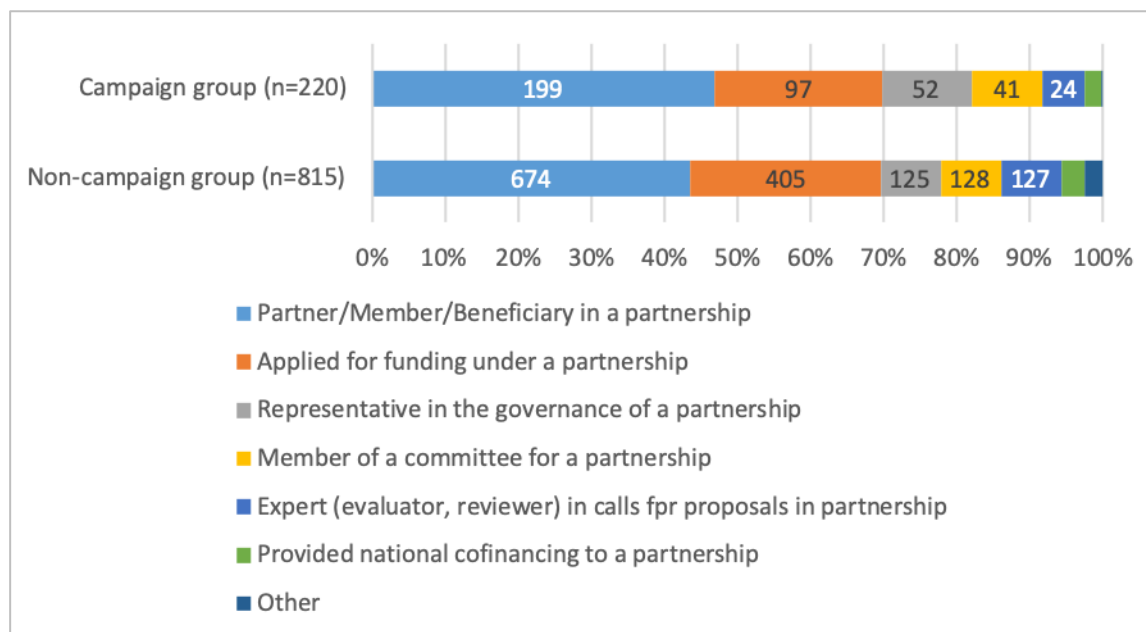 Campaign group (n=220)
199 97 52 41 24
Non-campaign group (n=815)
674 405 125 128 127
0% 10% 20% 30% 40% 50% 60% 70% 80% 90% 100%
Partner/Member/Beneficiary in a partnership
Applied for funding under a partnership
Representative in the governance of a partnership
Member of a committee for a partnership
Expert (evaluator, reviewer) in calls fpr proposals in partnership
Provided national cofinancing to a partnership
Other